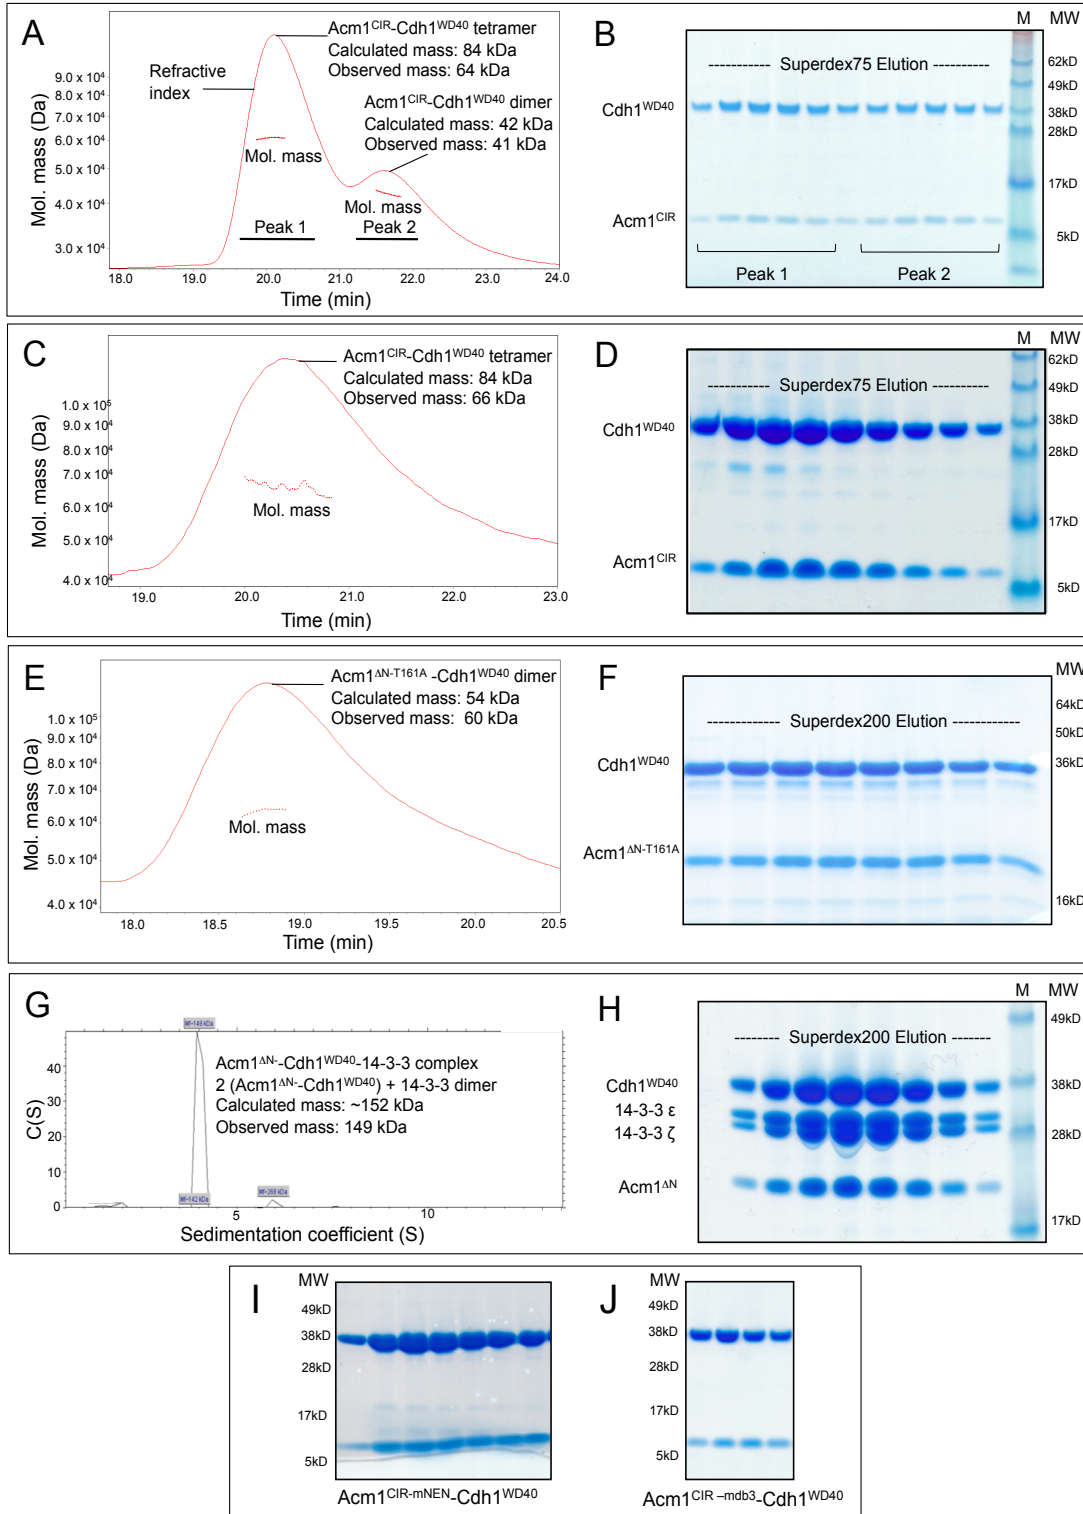 A
Acm1CIR-Cdh1WD40 tetramer
Calculated mass: 84 kDa
Observed mass: 64 kDa
Refractive
index
Acm1CIR-Cdh1WD40 dimer
Calculated mass: 42 kDa
Observed mass: 41 kDa
Mol. mass
Mol. mass
Peak 1
Peak 2
Mol. mass (Da)
9.0 x 10⁴
8.0 x 10⁴
7.0 x 10⁴
6.0 x 10⁴
5.0 x 10⁴
4.0 x 10⁴
3.0 x 10⁴
18.0 19.0 20.0 21.0 22.0 23.0 24.0
Time (min)
B
M MW
------------ Superdex75 Elution ----------
Cdh1WD40
Acm1CIR
62kD
49kD
38kD
28kD
17kD
5kD
Peak 1 Peak 2
C
Acm1CIR-Cdh1WD40 tetramer
Calculated mass: 84 kDa
Observed mass: 66 kDa
Mol. mass
Mol. mass (Da)
1.0 x 10⁵
9.0 x 10⁴
8.0 x 10⁴
7.0 x 10⁴
6.0 x 10⁴
5.0 x 10⁴
4.0 x 10⁴
19.0 20.0 21.0 22.0 23.0
Time (min)
D
M MW
---------- Superdex75 Elution ----------
Cdh1WD40
Acm1CIR
62kD
49kD
38kD
28kD
17kD
5kD
E
Acm1ΔN-T161A -Cdh1WD40 dimer
Calculated mass: 54 kDa
Observed mass: 60 kDa
Mol. mass
Mol. mass (Da)
1.0 x 10⁵
9.0 x 10⁴
8.0 x 10⁴
7.0 x 10⁴
6.0 x 10⁴
5.0 x 10⁴
4.0 x 10⁴
18.0 18.5 19.0 19.5 20.0 20.5
Time (min)
F
MW
------------- Superdex200 Elution ------------
Cdh1WD40
Acm1ΔN-T161A
64kD
50kD
36kD
16kD
G
Mf~149 kDa
Acm1ΔN--Cdh1WD40-14-3-3 complex
2 (Acm1ΔN-Cdh1WD40) + 14-3-3 dimer
Calculated mass: ~152 kDa
Observed mass: 149 kDa
C(S)
40
30
20
10
0
Mf~142 kDa
5 10
Sedimentation coefficient (S)
H
M MW
------- Superdex200 Elution -------
Cdh1WD40
14-3-3 ε
14-3-3 ζ
Acm1ΔN
49kD
38kD
28kD
17kD
I
MW
49kD
38kD
28kD
17kD
5kD
Acm1CIR-mNEN-Cdh1WD40
J
MW
49kD
38kD
28kD
17kD
5kD
Acm1CIR –mdb3-Cdh1WD40